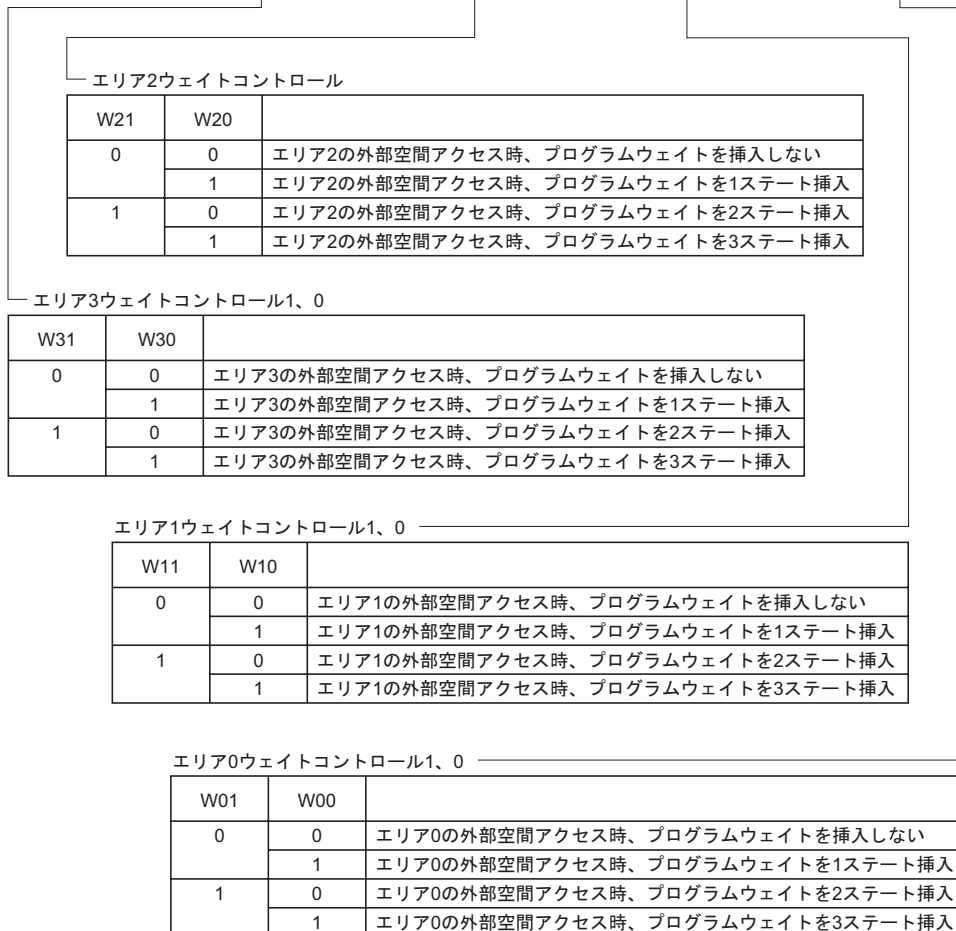 エリア2ウェイトコントロール
W21 W20
0 0 エリア2の外部空間アクセス時、プログラムウェイトを挿入しない
1 エリア2の外部空間アクセス時、プログラムウェイトを1ステート挿入
1 0 エリア2の外部空間アクセス時、プログラムウェイトを2ステート挿入
1 エリア2の外部空間アクセス時、プログラムウェイトを3ステート挿入
エリア3ウェイトコントロール1、0
W31 W30
0 0 エリア3の外部空間アクセス時、プログラムウェイトを挿入しない
1 エリア3の外部空間アクセス時、プログラムウェイトを1ステート挿入
1 0 エリア3の外部空間アクセス時、プログラムウェイトを2ステート挿入
1 エリア3の外部空間アクセス時、プログラムウェイトを3ステート挿入
エリア1ウェイトコントロール1、0
W11 W10
0 0 エリア1の外部空間アクセス時、プログラムウェイトを挿入しない
1 エリア1の外部空間アクセス時、プログラムウェイトを1ステート挿入
1 0 エリア1の外部空間アクセス時、プログラムウェイトを2ステート挿入
1 エリア1の外部空間アクセス時、プログラムウェイトを3ステート挿入
エリア0ウェイトコントロール1、0
W01 W00
0 0 エリア0の外部空間アクセス時、プログラムウェイトを挿入しない
1 エリア0の外部空間アクセス時、プログラムウェイトを1ステート挿入
1 0 エリア0の外部空間アクセス時、プログラムウェイトを2ステート挿入
1 エリア0の外部空間アクセス時、プログラムウェイトを3ステート挿入